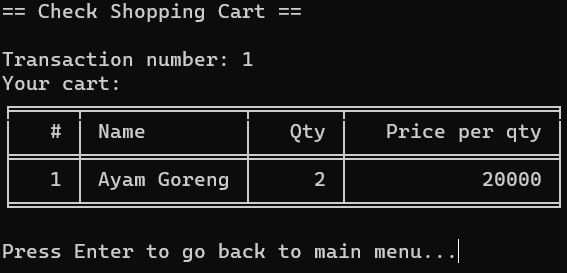 == Check Shopping Cart ==
Transaction number: 1
Your cart:
# Name Qty Price per qty
1 Ayam Goreng 2 20000
Press Enter to go back to main menu...